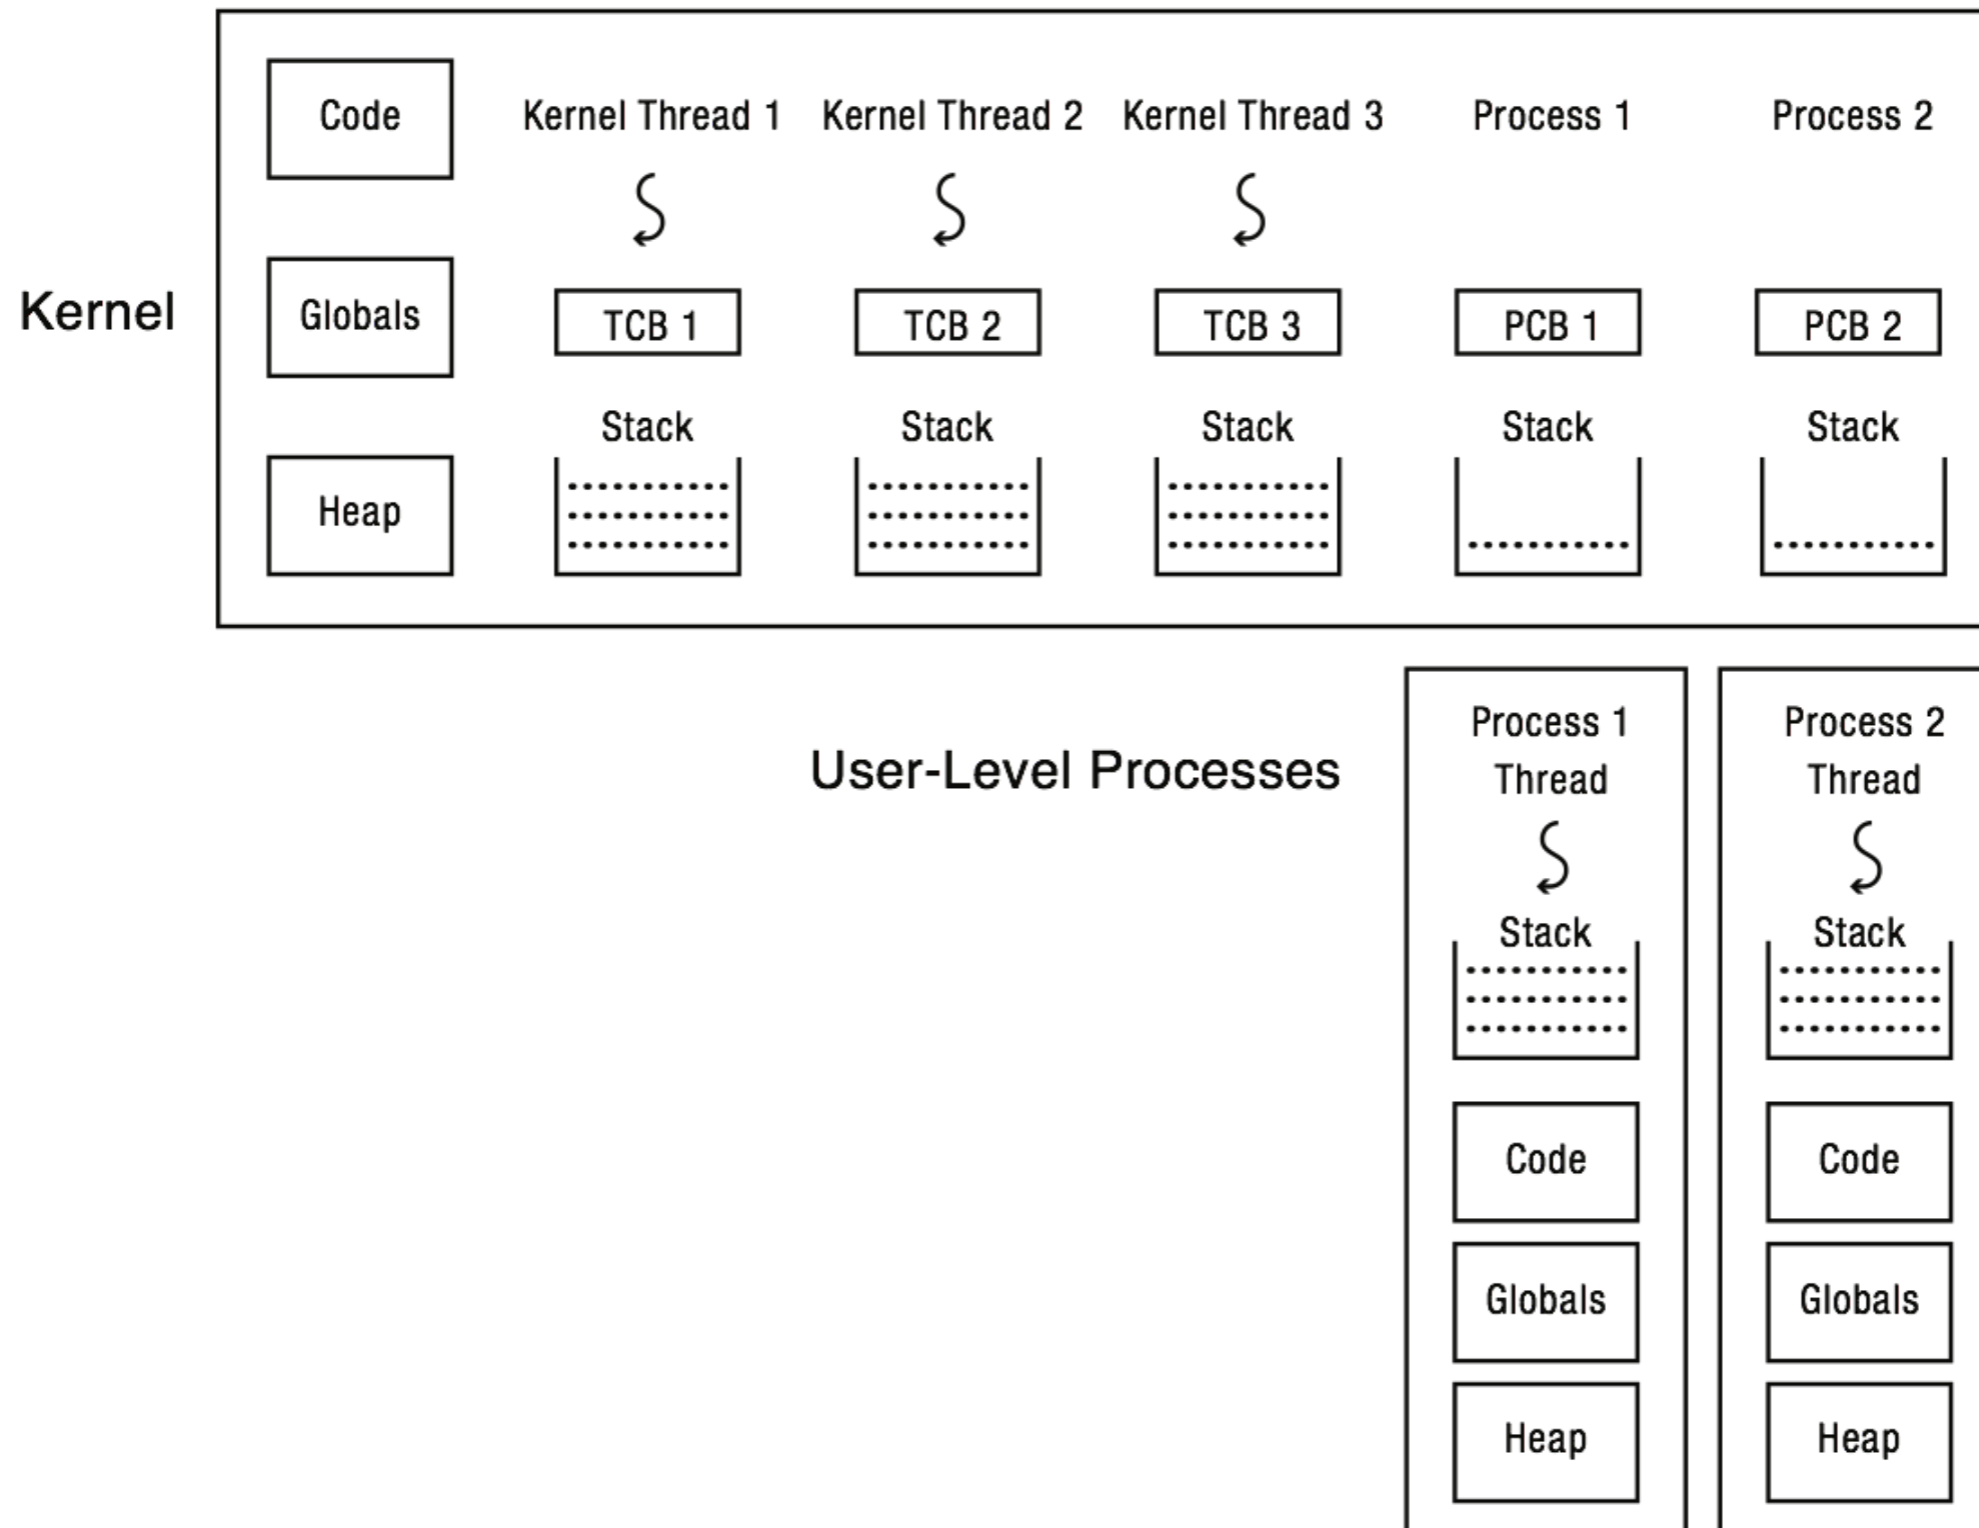 Code
Kernel Thread 1
Kernel Thread 2
Kernel Thread 3
Process 1
Process 2
Kernel
Globals
TCB 1
TCB 2
TCB 3
PCB 1
PCB 2
Stack
Stack
Stack
Stack
Stack
Heap
User-Level Processes
Process 1
Thread
Stack
Code
Globals
Heap
Process 2
Thread
Stack
Code
Globals
Heap